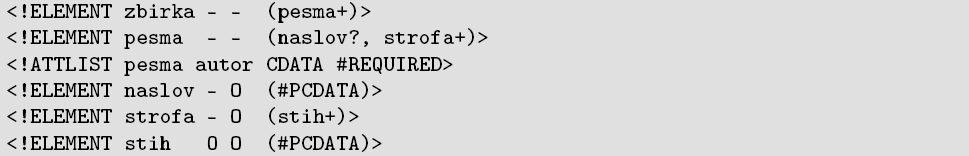 <!ELEMENT zbirka - - (pesma+)>
<!ELEMENT pesma - - (naslov?, strofa+)>
<!ATTLIST pesma autor CDATA #REQUIRED>
<!ELEMENT naslov - O (#PCDATA)>
<!ELEMENT strofa - O (stih+)>
<!ELEMENT stih O O (#PCDATA)>